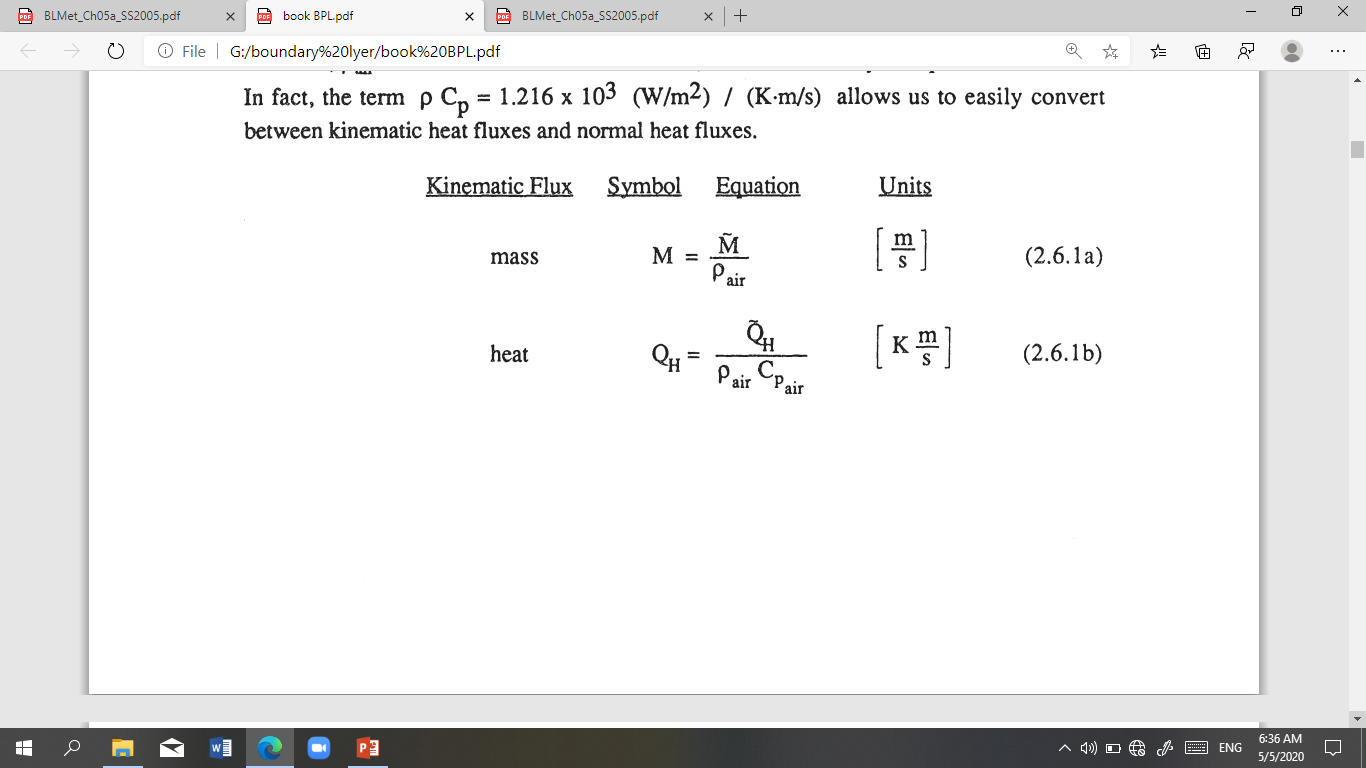 BLMet_Ch05a_SS2005.pdf
book BPL.pdf
BLMet_Ch05a_SS2005.pdf
File
G:/boundary%20lyer/book%20BPL.pdf
In fact, the term ρ Cp = 1.216 x 10³ (W/m²) / (K·m/s) allows us to easily convert
between kinematic heat fluxes and normal heat fluxes.
Kinematic Flux Symbol Equation Units
mass M = M̃ / ρair [ m/s ] (2.6.1a)
heat QH = Q̃H / ρair Cpair [ K m/s ] (2.6.1b)
ENG
6:36 AM
5/5/2020